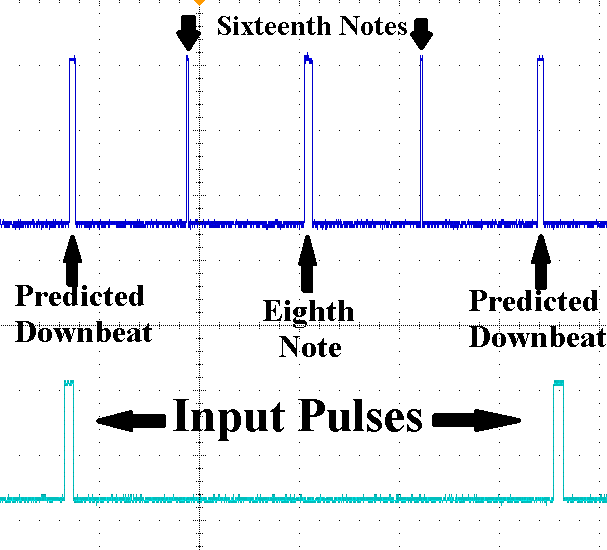 Sixteenth Notes
Predicted
Downbeat
Eighth
Note
Predicted
Downbeat
Input Pulses